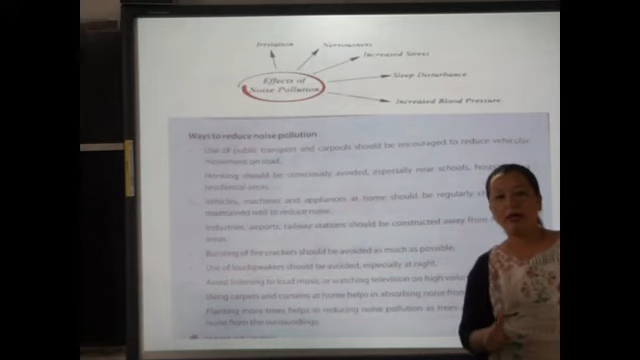 Irritation
Nervousness
Increased Stress
Effects of
Noise Pollution
Sleep Disturbance
Increased Blood Pressure
Ways to reduce noise pollution
Use of public transport and carpools should be encouraged to reduce vehicular
movement on road.
Honking should be consciously avoided, especially near schools,
residential areas.
Vehicles, machines and appliances at home should be regularly
maintained well to reduce noise.
Industries, airports, railway stations should be constructed away from
areas.
Bursting of fire crackers should be avoided as much as possible.
Use of loudspeakers should be avoided, especially at night.
Avoid listening to loud music or watching television on high
Using carpets and curtains at home helps in absorbing noise
Planting more trees helps in reducing noise pollution as trees
noise from the surroundings.